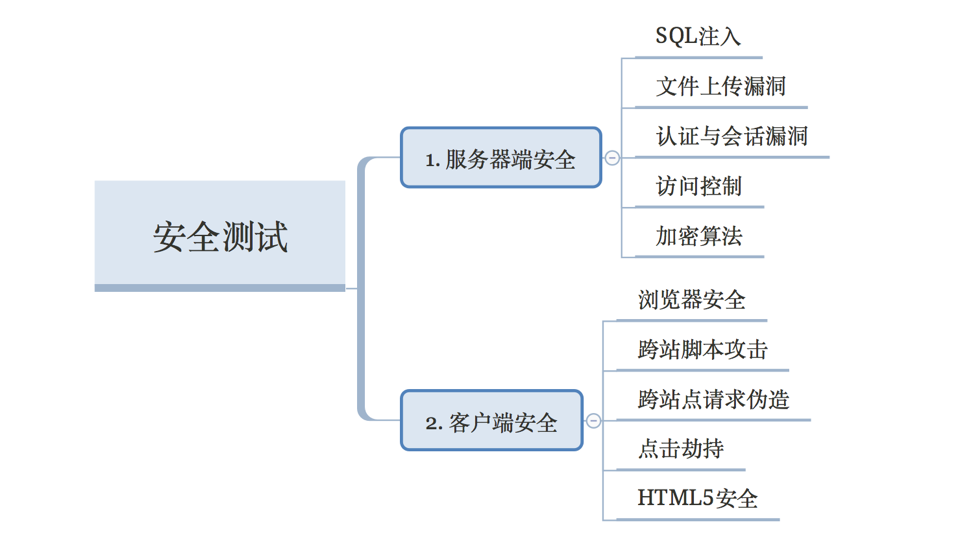 安全测试
1. 服务器端安全
SQL注入
文件上传漏洞
认证与会话漏洞
访问控制
加密算法
2. 客户端安全
浏览器安全
跨站脚本攻击
跨站点请求伪造
点击劫持
HTML5安全